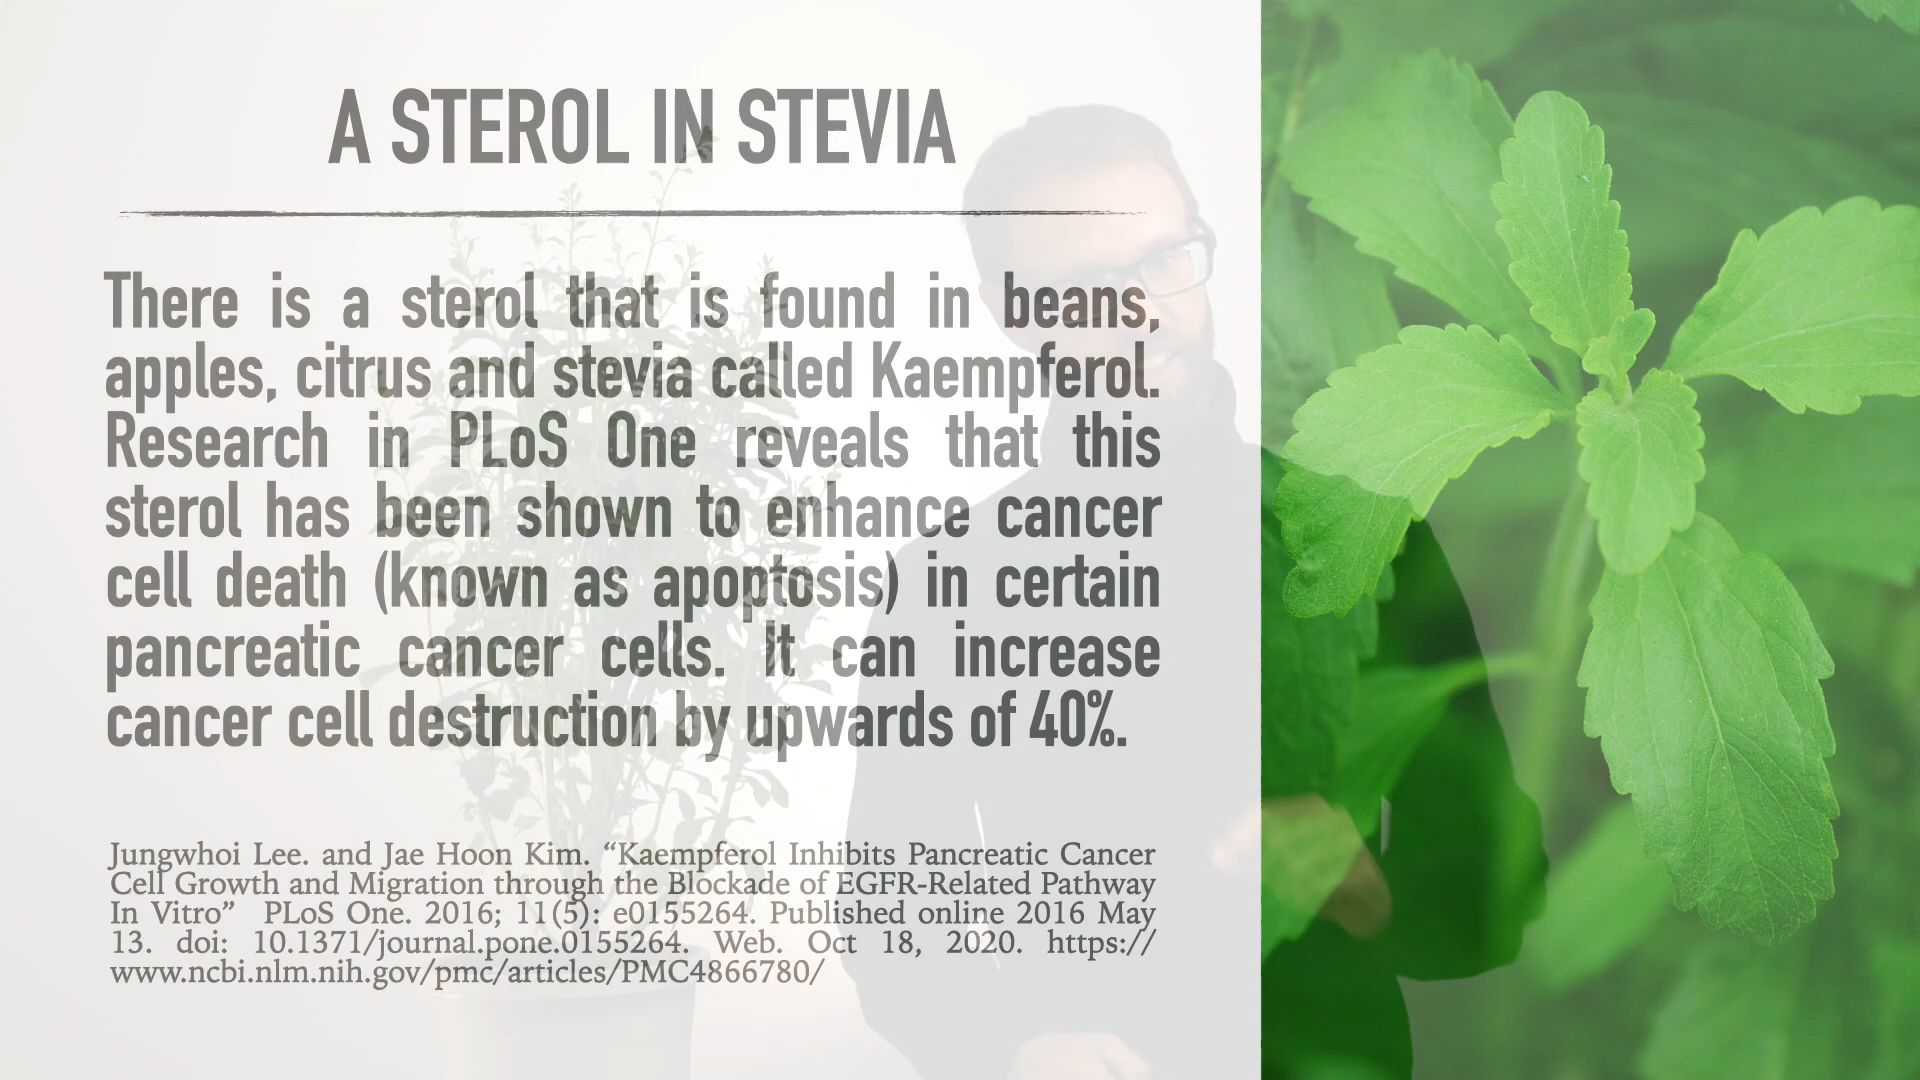 A STEROL IN STEVIA
There is a sterol that is found in beans,
apples, citrus and stevia called Kaempferol.
Research in PLoS One reveals that this
sterol has been shown to enhance cancer
cell death (known as apoptosis) in certain
pancreatic cancer cells. It can increase
cancer cell destruction by upwards of 40%.
Jungwhoi Lee. and Jae Hoon Kim. “Kaempferol Inhibits Pancreatic Cancer
Cell Growth and Migration through the Blockade of EGFR-Related Pathway
In Vitro” PLoS One. 2016; 11(5): e0155264. Published online 2016 May
13. doi: 10.1371/journal.pone.0155264. Web. Oct 18, 2020. https://
www.ncbi.nlm.nih.gov/pmc/articles/PMC4866780/